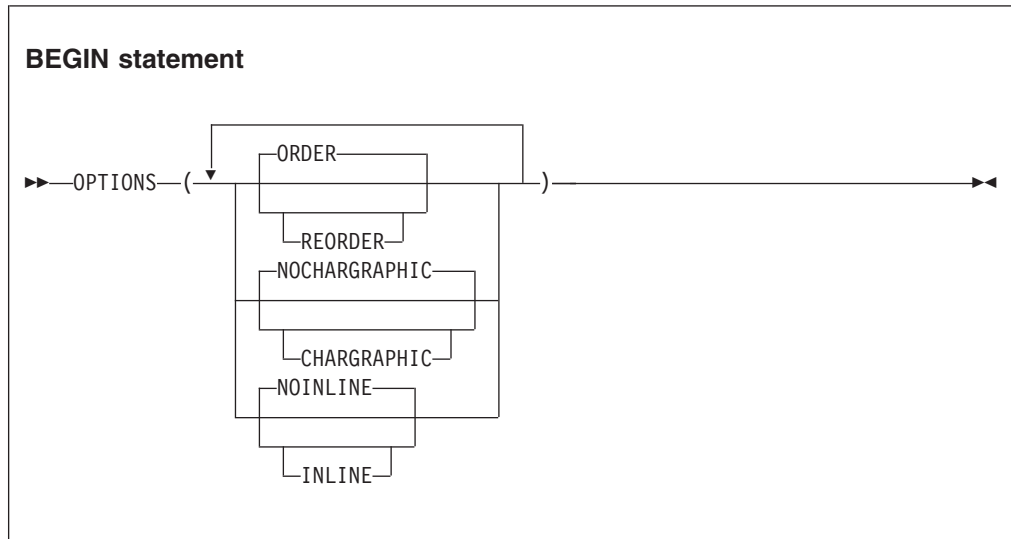 BEGIN statement
ORDER
OPTIONS ( )
REORDER
NOCHARGRAPHIC
CHARGRAPHIC
NOINLINE
INLINE